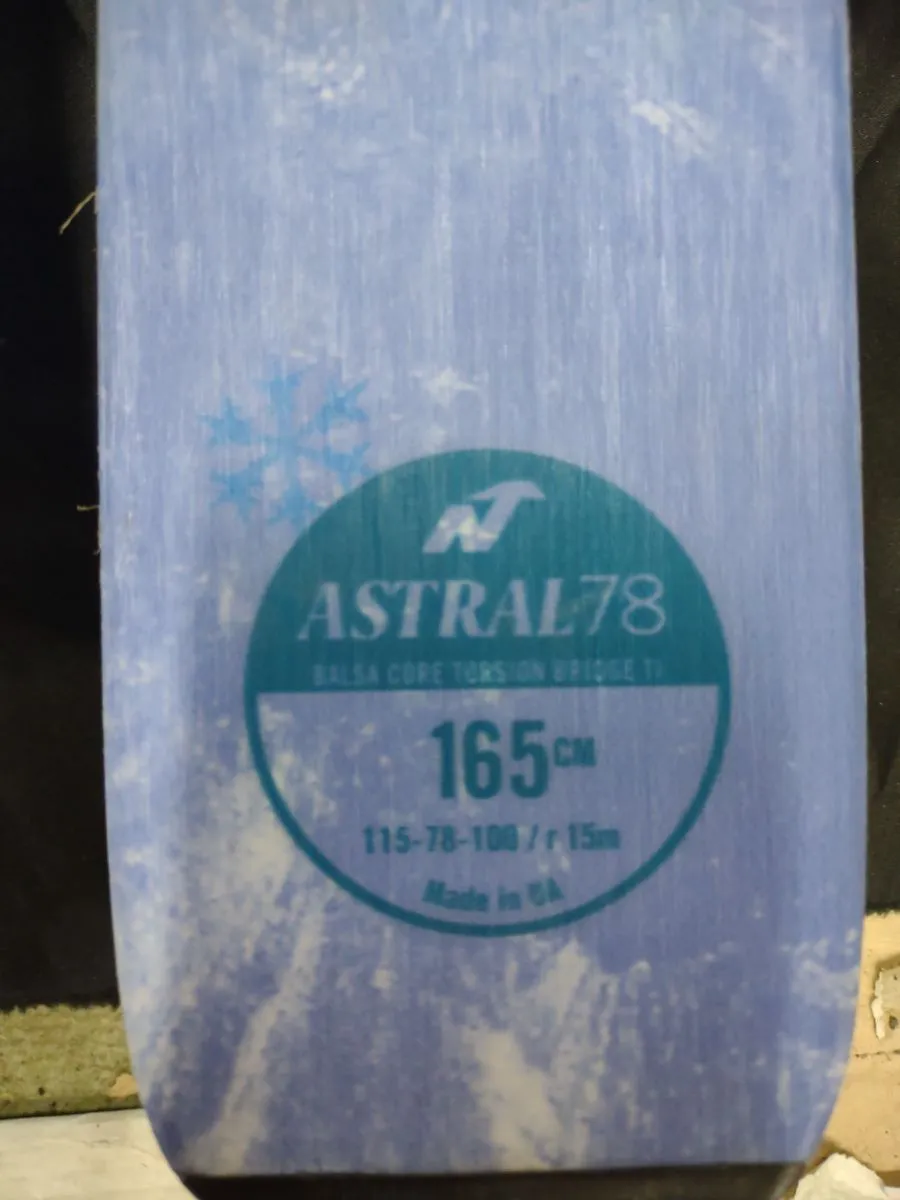 ASTRAL78
BALSA CORE TORSION BRIDGE TI
165CM
115-78-100 / r 15m
Made in UA